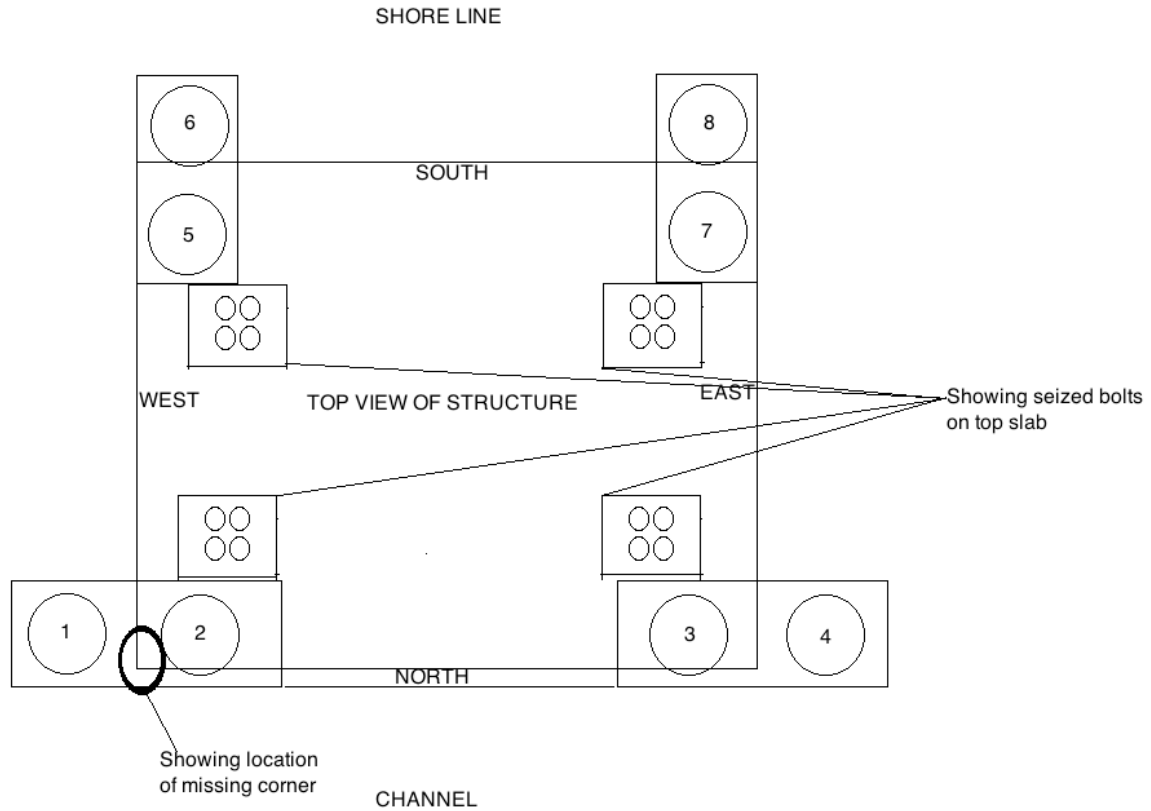 SHORE LINE
6
8
SOUTH
5
7
WEST
TOP VIEW OF STRUCTURE
EAST
Showing seized bolts
on top slab
1
2
3
4
NORTH
Showing location
of missing corner
CHANNEL